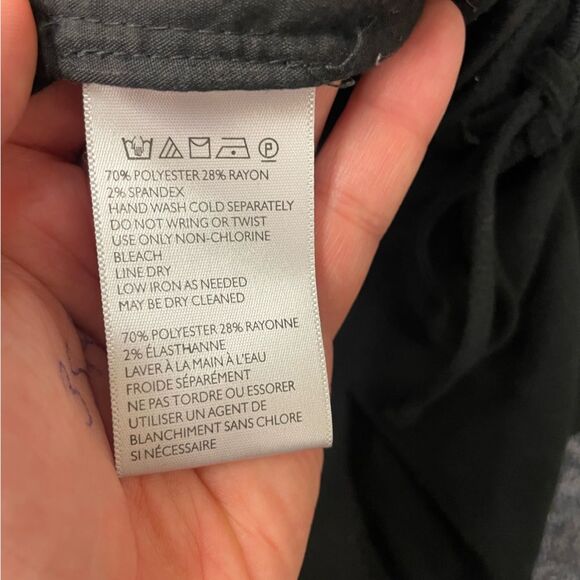 70% POLYESTER 28% RAYON
2% SPANDEX
HAND WASH COLD SEPARATELY
DO NOT WRING OR TWIST
USE ONLY NON-CHLORINE
BLEACH
LINE DRY
LOW IRON AS NEEDED
MAY BE DRY CLEANED
70% POLYESTER 28% RAYONNE
2% ÉLASTHANNE
LAVER À LA MAIN À L'EAU
FROIDE SÉPARÉMENT
NE PAS TORDRE OU ESSORER
UTILISER UN AGENT DE
BLANCHIMENT SANS CHLORE
SI NÉCESSAIRE